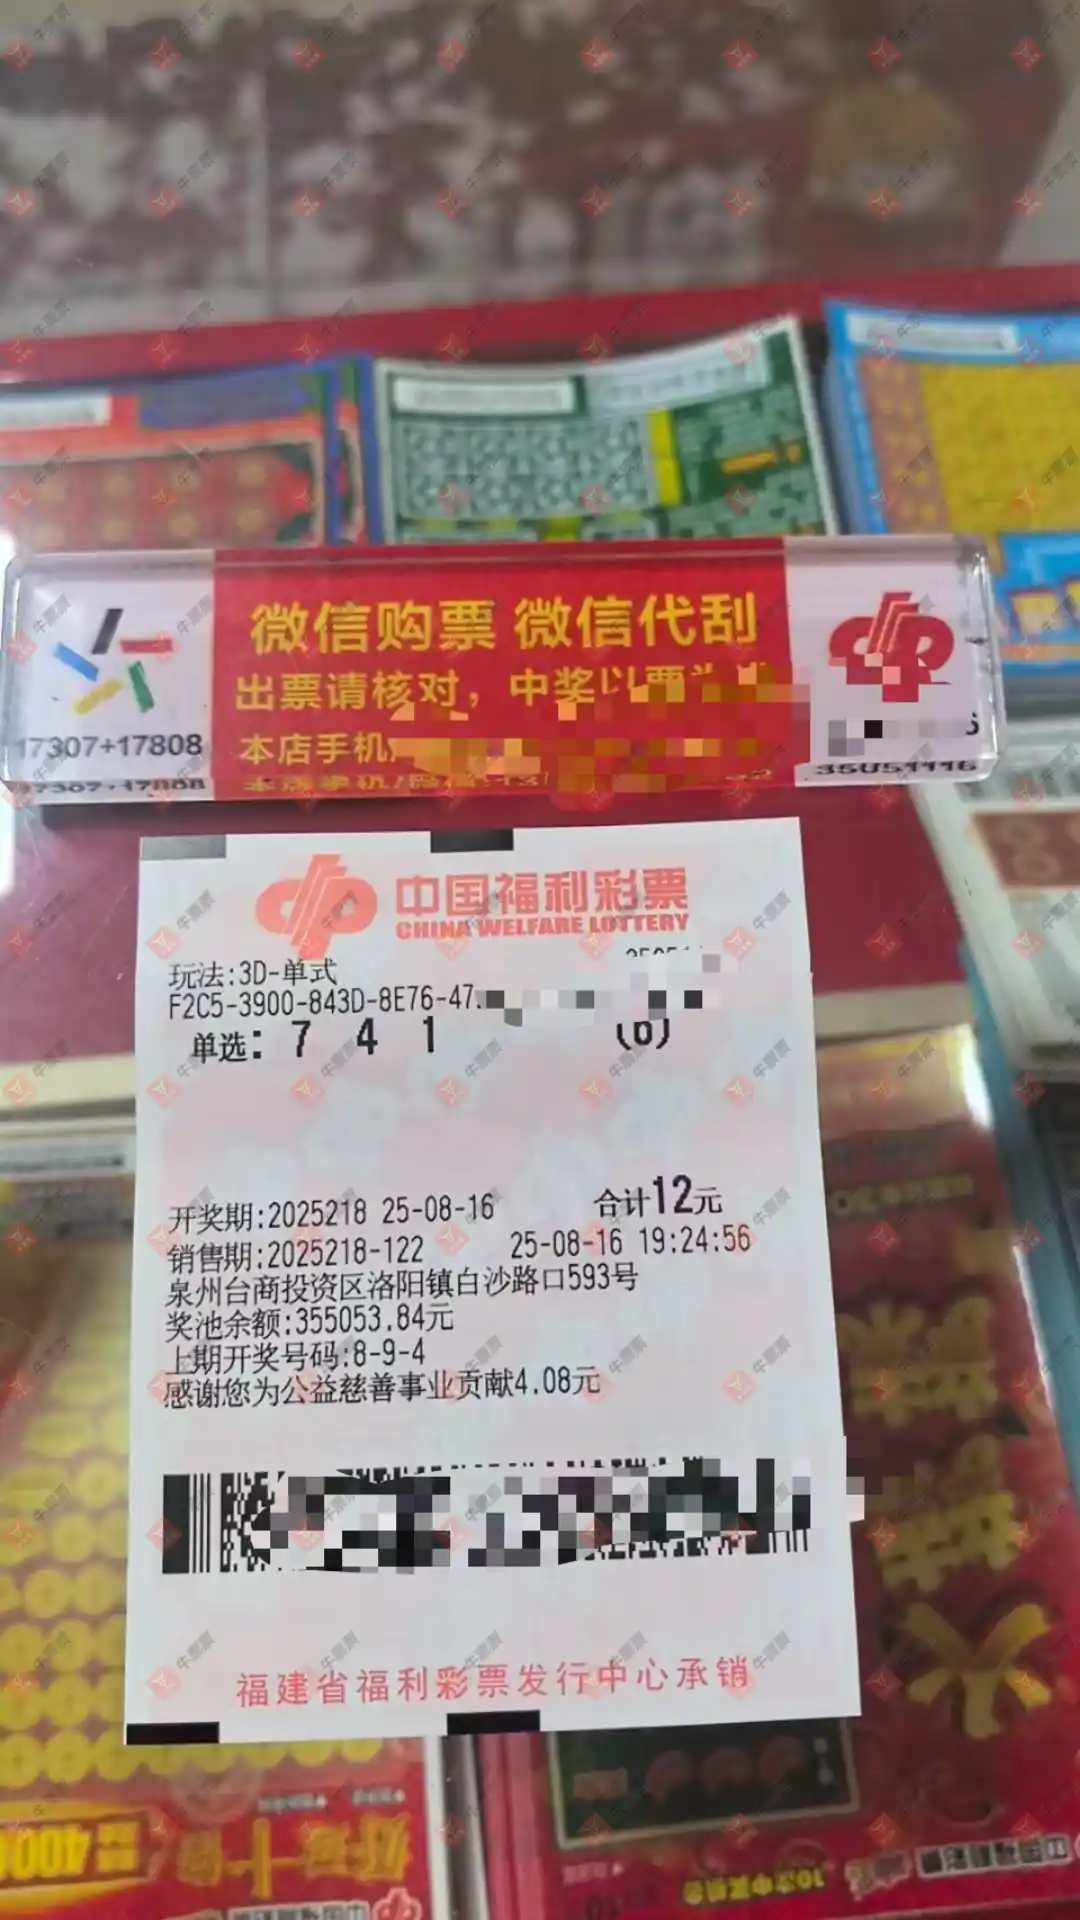 微信购票 微信代刮
出票请核对，中奖以票为
本店手机
17307+17808
35051116
中国福利彩票
CHINA WELFARE LOTTERY
玩法:3D-单式
F2C5-3900-843D-8E76-47
单选: 7 4 1 (6)
开奖期:2025218 25-08-16 合计12元
销售期:2025218-122 25-08-16 19:24:56
泉州台商投资区洛阳镇白沙路口593号
奖池余额:355053.84元
上期开奖号码:8-9-4
感谢您为公益慈善事业贡献4.08元
福建省福利彩票发行中心承销
牛票票